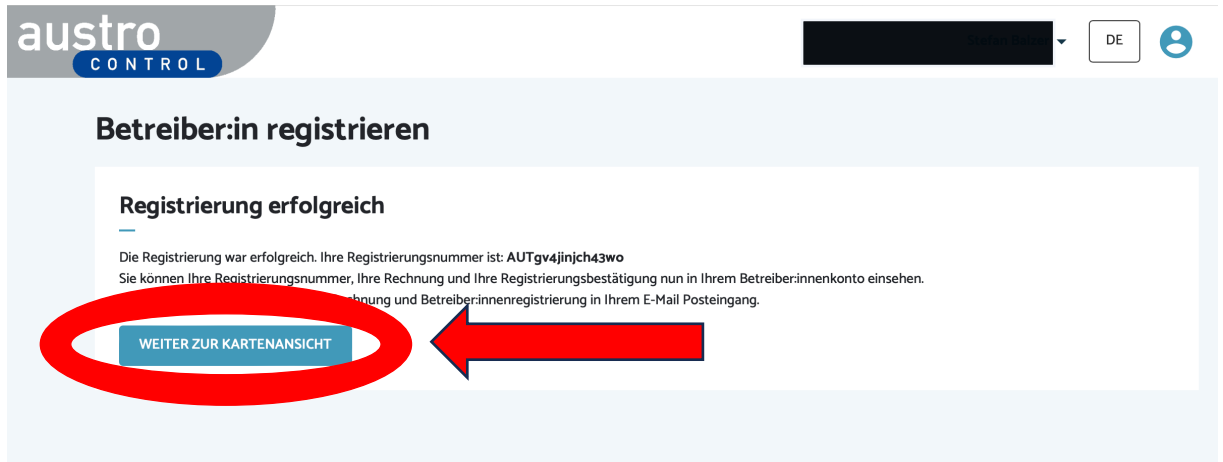 austro
CONTROL
DE
Betreiber:in registrieren
Registrierung erfolgreich
Die Registrierung war erfolgreich. Ihre Registrierungsnummer ist: AUTgv4jinjch43wo
Sie können Ihre Registrierungsnummer, Ihre Rechnung und Ihre Registrierungsbestätigung nun in Ihrem Betreiber:innenkonto einsehen.
und Betreiber:innenregistrierung in Ihrem E-Mail Posteingang.
WEITER ZUR KARTENANSICHT